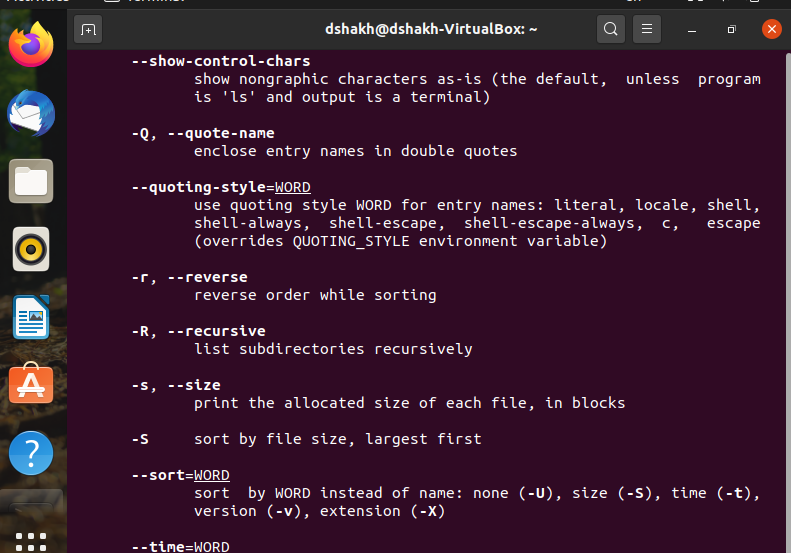 dshakh@dshakh-VirtualBox: ~
--show-control-chars
show nongraphic characters as-is (the default, unless program
is 'ls' and output is a terminal)
-Q, --quote-name
enclose entry names in double quotes
--quoting-style=WORD
use quoting style WORD for entry names: literal, locale, shell,
shell-always, shell-escape, shell-escape-always, c, escape
(overrides QUOTING_STYLE environment variable)
-r, --reverse
reverse order while sorting
-R, --recursive
list subdirectories recursively
-s, --size
print the allocated size of each file, in blocks
-S sort by file size, largest first
--sort=WORD
sort by WORD instead of name: none (-U), size (-S), time (-t),
version (-v), extension (-X)
--time=WORD